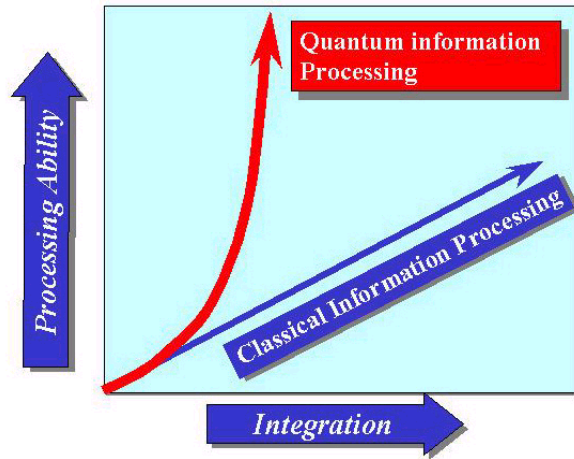 Quantum information
Processing
Processing Ability
Classical Information Processing
Integration